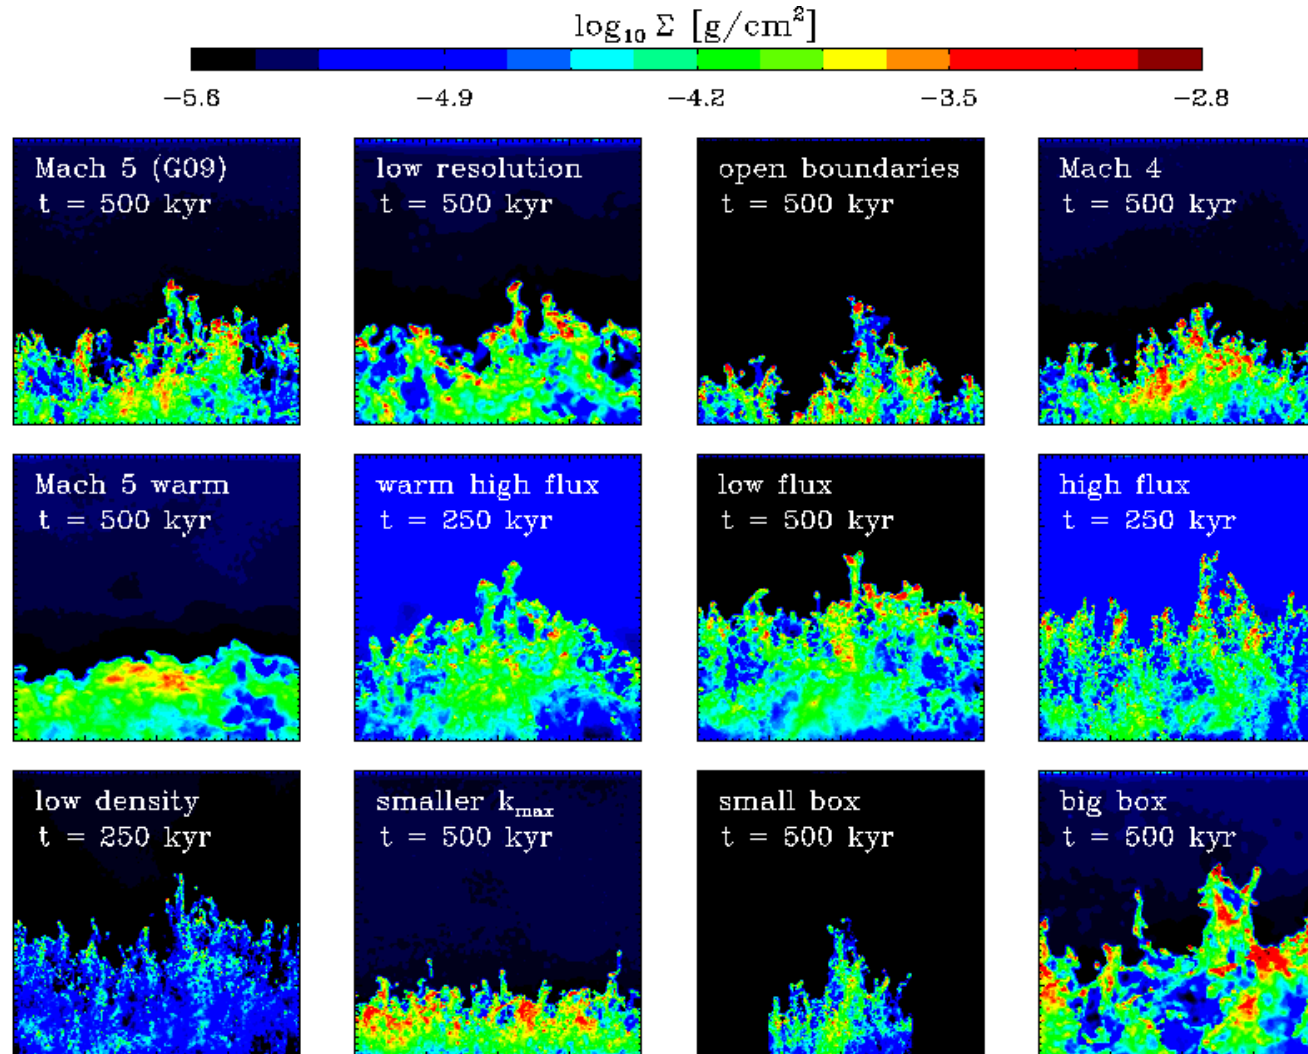 log₁₀ Σ [g/cm²]
−5.6 −4.9 −4.2 −3.5 −2.8
Mach 5 (G09)
t = 500 kyr
low resolution
t = 500 kyr
open boundaries
t = 500 kyr
Mach 4
t = 500 kyr
Mach 5 warm
t = 500 kyr
warm high flux
t = 250 kyr
low flux
t = 500 kyr
high flux
t = 250 kyr
low density
t = 250 kyr
smaller kmax
t = 500 kyr
small box
t = 500 kyr
big box
t = 500 kyr